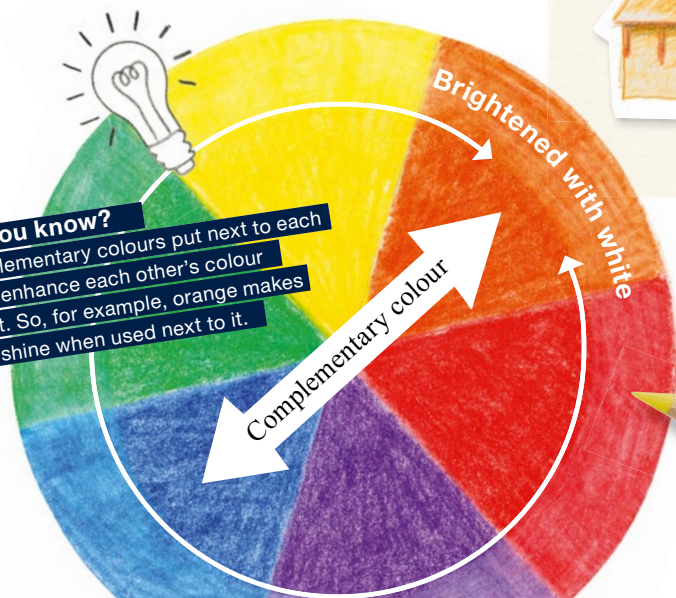 Brightened with white
ou know?
lementary colours put next to each
enhance each other's colour
t. So, for example, orange makes
shine when used next to it.
Complementary colour